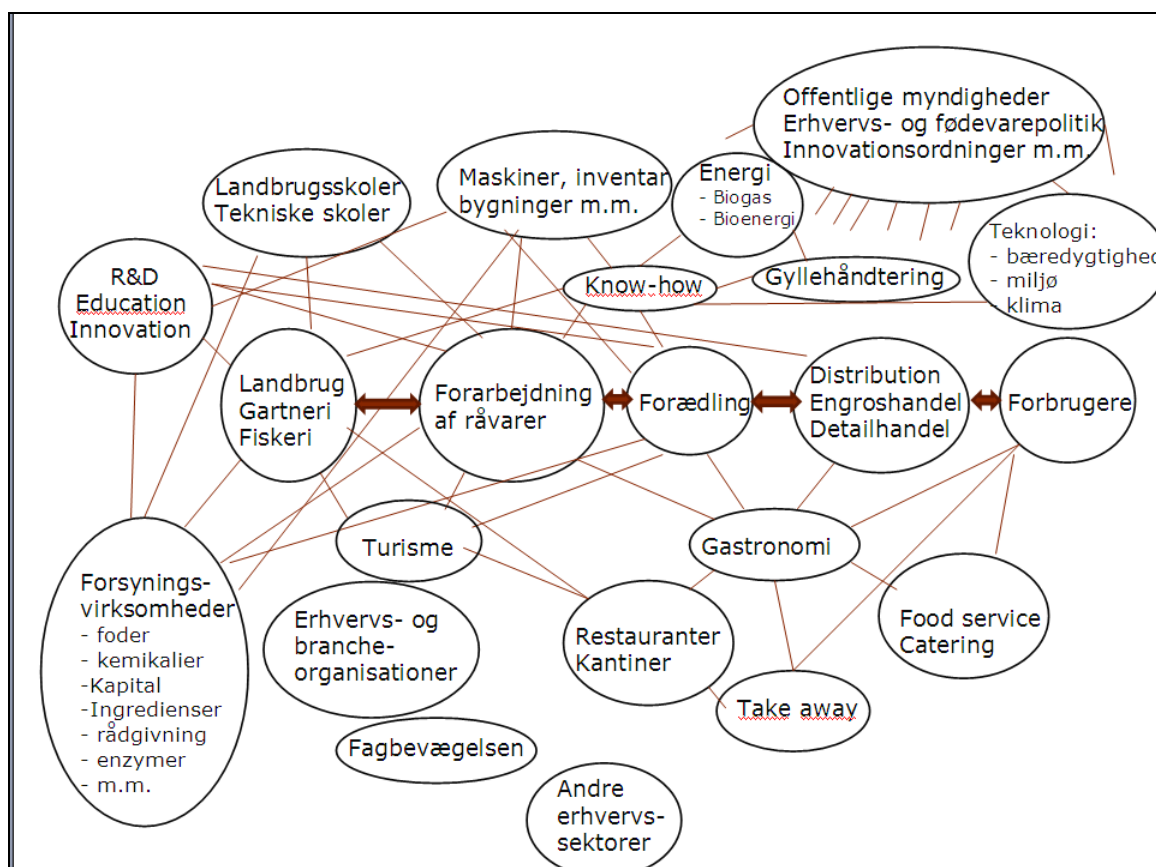 Offentlige myndigheder
Erhvervs- og fødevarepolitik
Innovationsordninger m.m.
Landbrugsskoler
Tekniske skoler
Maskiner, inventar
bygninger m.m.
Energi
- Biogas
- Bioenergi
Teknologi:
- bæredygtighed
- miljø
- klima
R&D
Education
Innovation
Know-how
Gyllehåndtering
Landbrug
Gartneri
Fiskeri
Forarbejdning
af råvarer
Forædling
Distribution
Engroshandel
Detailhandel
Forbrugere
Turisme
Gastronomi
Forsynings-
virksomheder
- foder
- kemikalier
-Kapital
-Ingredienser
- rådgivning
- enzymer
- m.m.
Erhvervs- og
branche-
organisationer
Restauranter
Kantiner
Food service
Catering
Take away
Fagbevægelsen
Andre
erhvervs-
sektorer